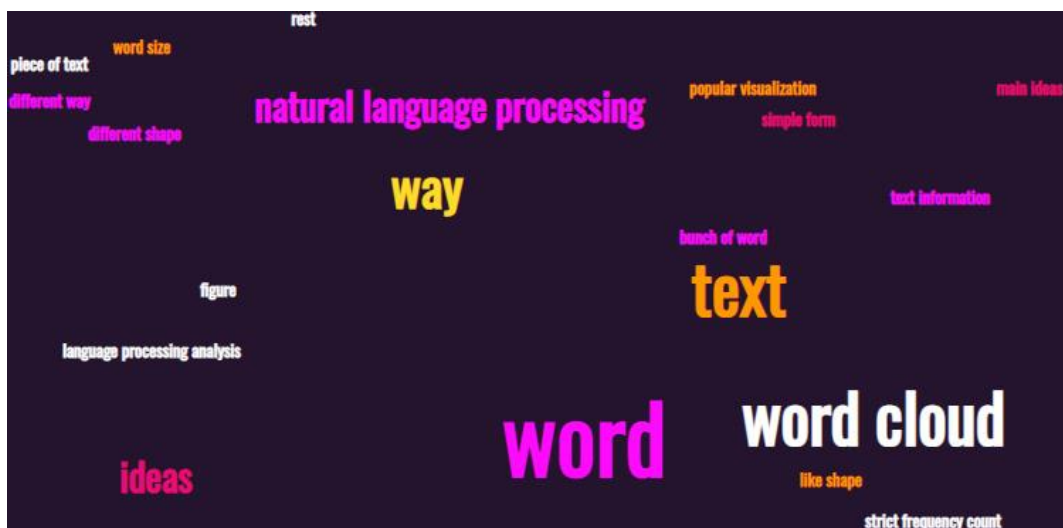 rest
word size
piece of text
popular visualization
main ideas
different way
natural language processing
simple form
different shape
way
text information
bunch of word
text
figure
language processing analysis
word cloud
word
ideas
like shape
strict frequency count